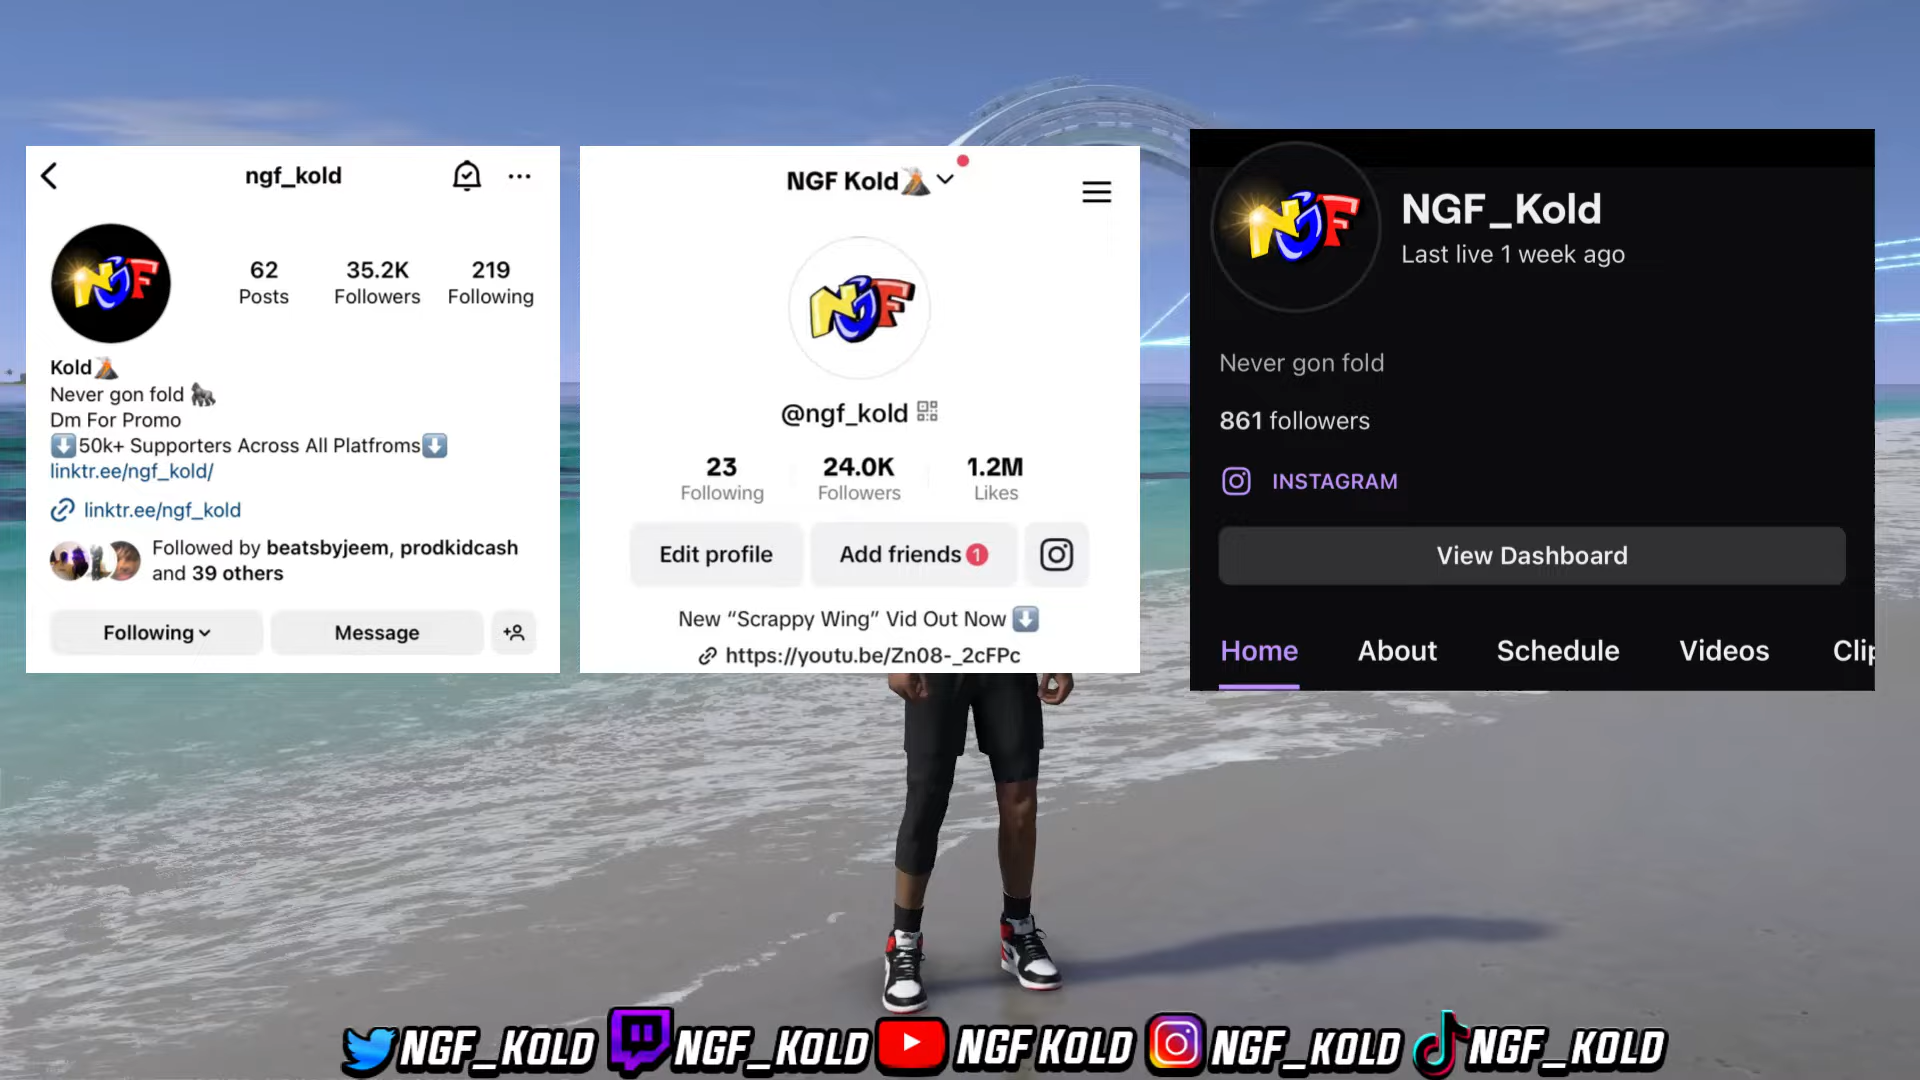 ngf_kold
NGF
62
Posts
35.2K
Followers
219
Following
Kold🌋
Never gon fold 🦍
Dm For Promo
⬇️50k+ Supporters Across All Platfroms⬇️
linktr.ee/ngf_kold/
linktr.ee/ngf_kold
Followed by beatsbyjeem, prodkidcash
and 39 others
Following
Message
NGF Kold🌋
NGF
@ngf_kold
23
Following
24.0K
Followers
1.2M
Likes
Edit profile
Add friends 1
New “Scrappy Wing” Vid Out Now ⬇️
https://youtu.be/Zn08-_2cFPc
NGF
NGF_Kold
Last live 1 week ago
Never gon fold
861 followers
INSTAGRAM
View Dashboard
Home About Schedule Videos Clip
NGF_KOLD NGF_KOLD NGF KOLD NGF_KOLD NGF_KOLD